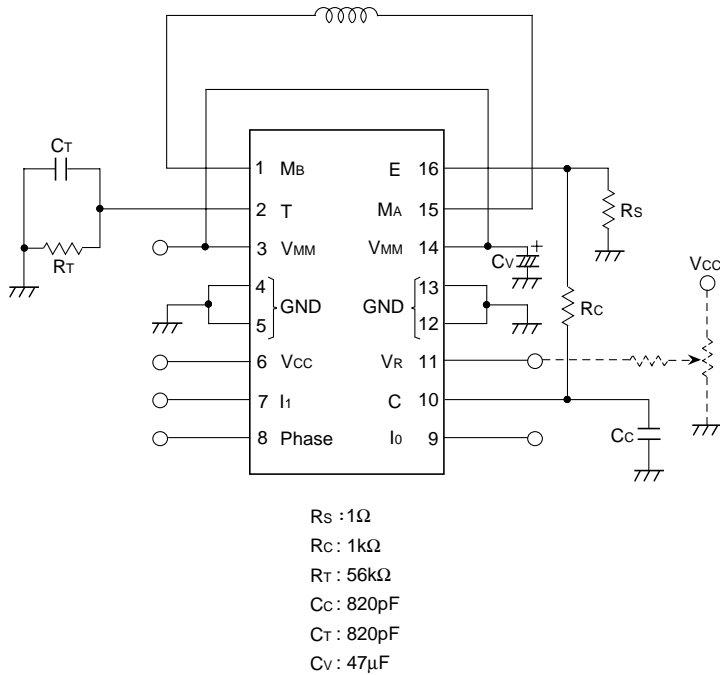 CT
RT
1 MB
2 T
3 VMM
4
5
GND
6 VCC
7 I1
8 Phase
E 16
MA 15
VMM 14
13
12
GND
VR 11
C 10
I0 9
RS
CV
+
RC
VCC
CC
RS : 1Ω
RC : 1kΩ
RT : 56kΩ
CC : 820pF
CT : 820pF
CV : 47μF